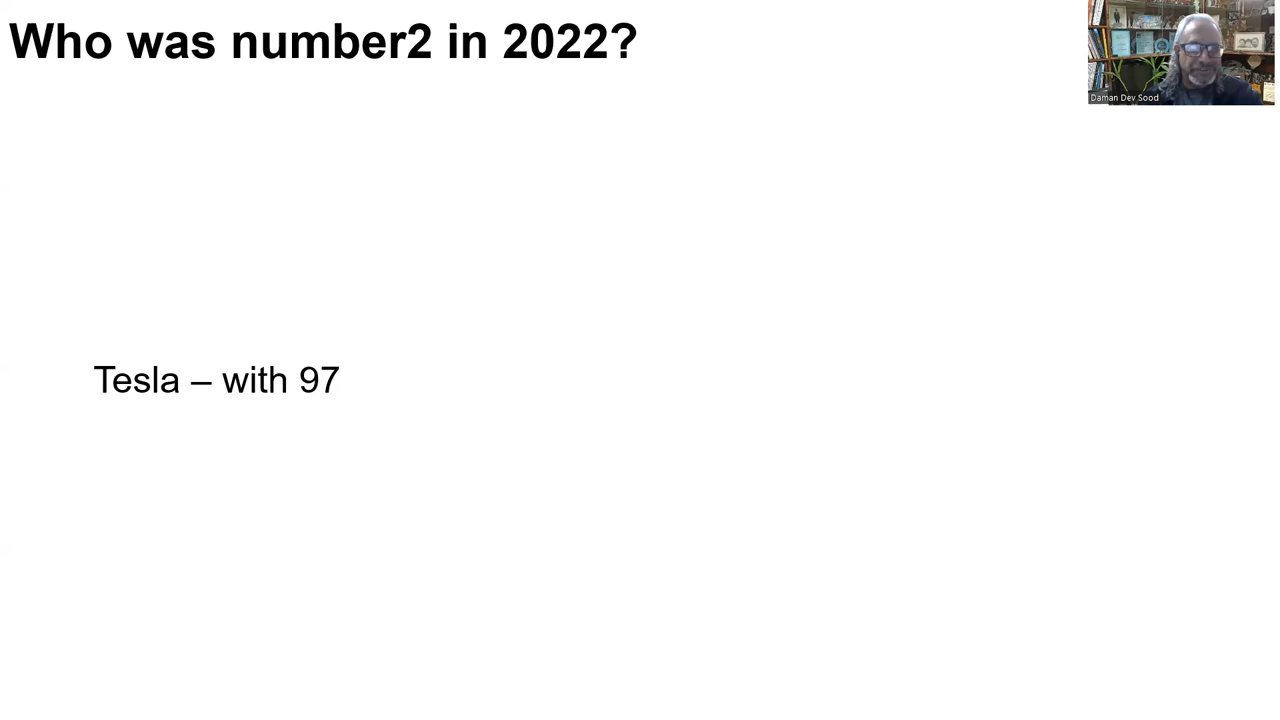 Who was number2 in 2022?
Daman Dev Sood
Tesla – with 97